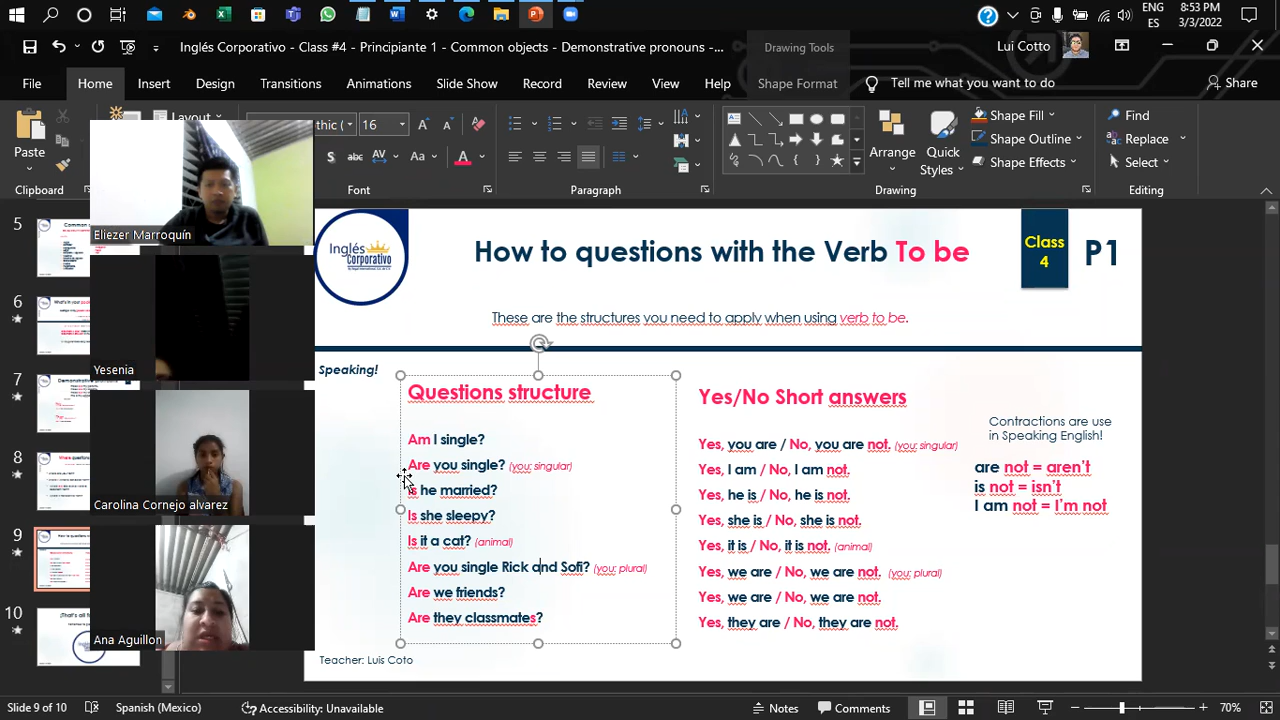 ENG
ES
8:53 PM
3/3/2022
Inglés Corporativo - Class #4 - Principiante 1 - Common objects - Demonstrative pronouns -...
Drawing Tools
Lui Cotto
File
Home
Insert
Design
Transitions
Animations
Slide Show
Record
Review
View
Help
Shape Format
Tell me what you want to do
Share
Paste
Layout
16
Aa
A
Arrange
Quick
Styles
Shape Fill
Shape Outline
Shape Effects
Find
Replace
Select
Clipboard
Font
Paragraph
Drawing
Editing
Eliezer Marroquín
Yesenia
Carolina Cornejo alvarez
Ana Aguillon
5
6
7
8
9
10
Inglés
Corporativo
How to questions with the Verb To be
Class
4
P1
These are the structures you need to apply when using verb to be.
Speaking!
Questions structure
Am I single?
Are you single? (you: singular)
Is he married?
Is she sleepy?
Is it a cat? (animal)
Are you single Rick and Sofi? (you: plural)
Are we friends?
Are they classmates?
Yes/No Short answers
Yes, you are / No, you are not. (you: singular)
Yes, I am / No, I am not.
Yes, he is / No, he is not.
Yes, she is / No, she is not.
Yes, it is / No, it is not. (animal)
Yes, we are / No, we are not. (you: plural)
Yes, we are / No, we are not.
Yes, they are / No, they are not.
Contractions are use
in Speaking English!
are not = aren't
is not = isn't
I am not = I'm not
Teacher: Luis Coto
Slide 9 of 10
Spanish (Mexico)
Accessibility: Unavailable
Notes
Comments
70%